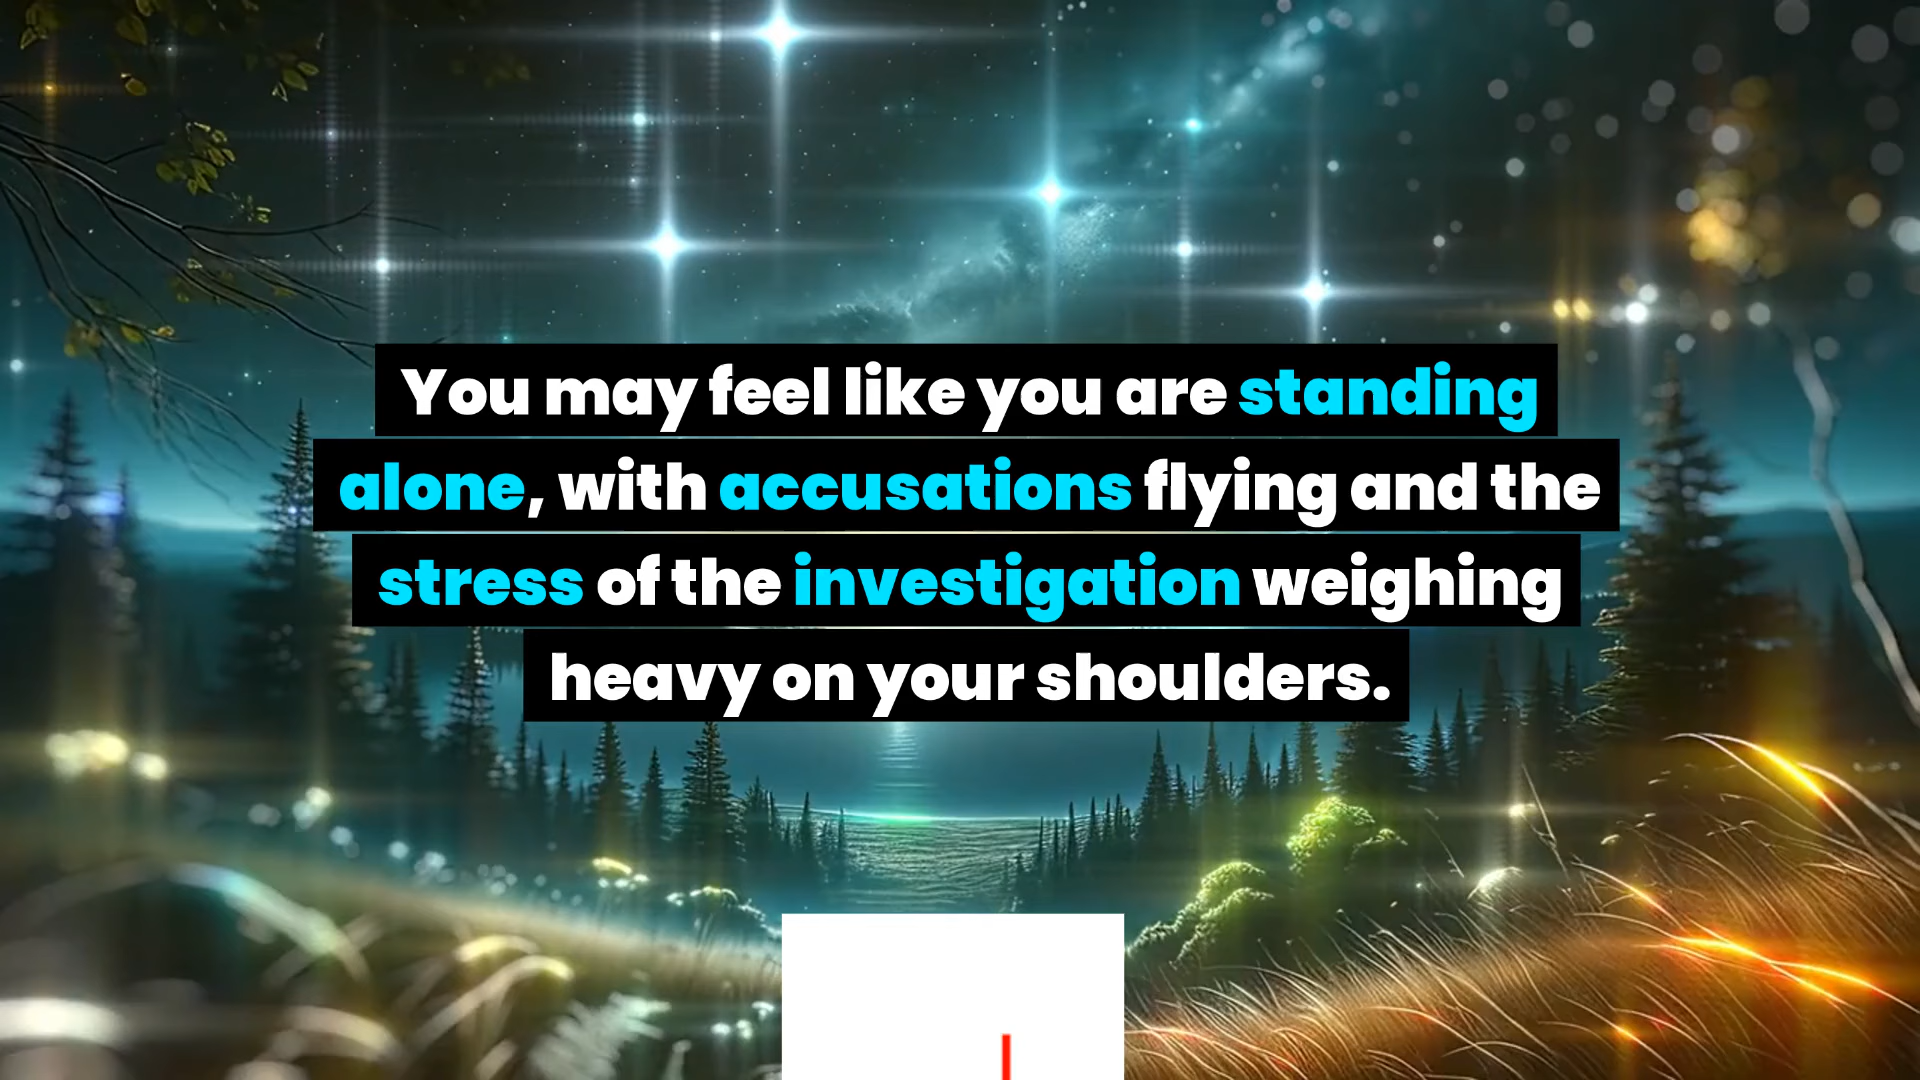 You may feel like you are standing
alone, with accusations flying and the
stress of the investigation weighing
heavy on your shoulders.